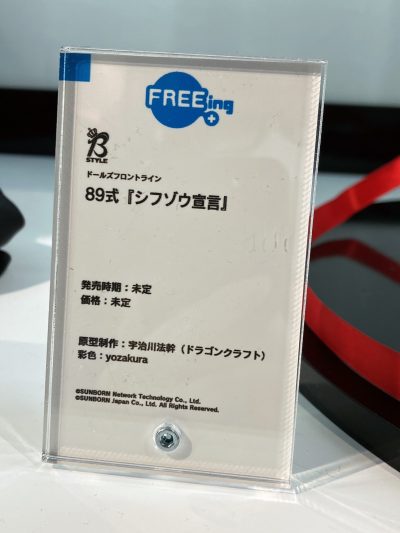 FREEing
B
STYLE
ドールズフロントライン
89式『シフゾウ宣言』
発売時期：未定
価格：未定
原型制作：宇治川法幹（ドラゴンクラフト）
彩色：yozakura
©SUNBORN Network Technology Co., Ltd.
©SUNBORN Japan Co., Ltd. All Rights Reserved.